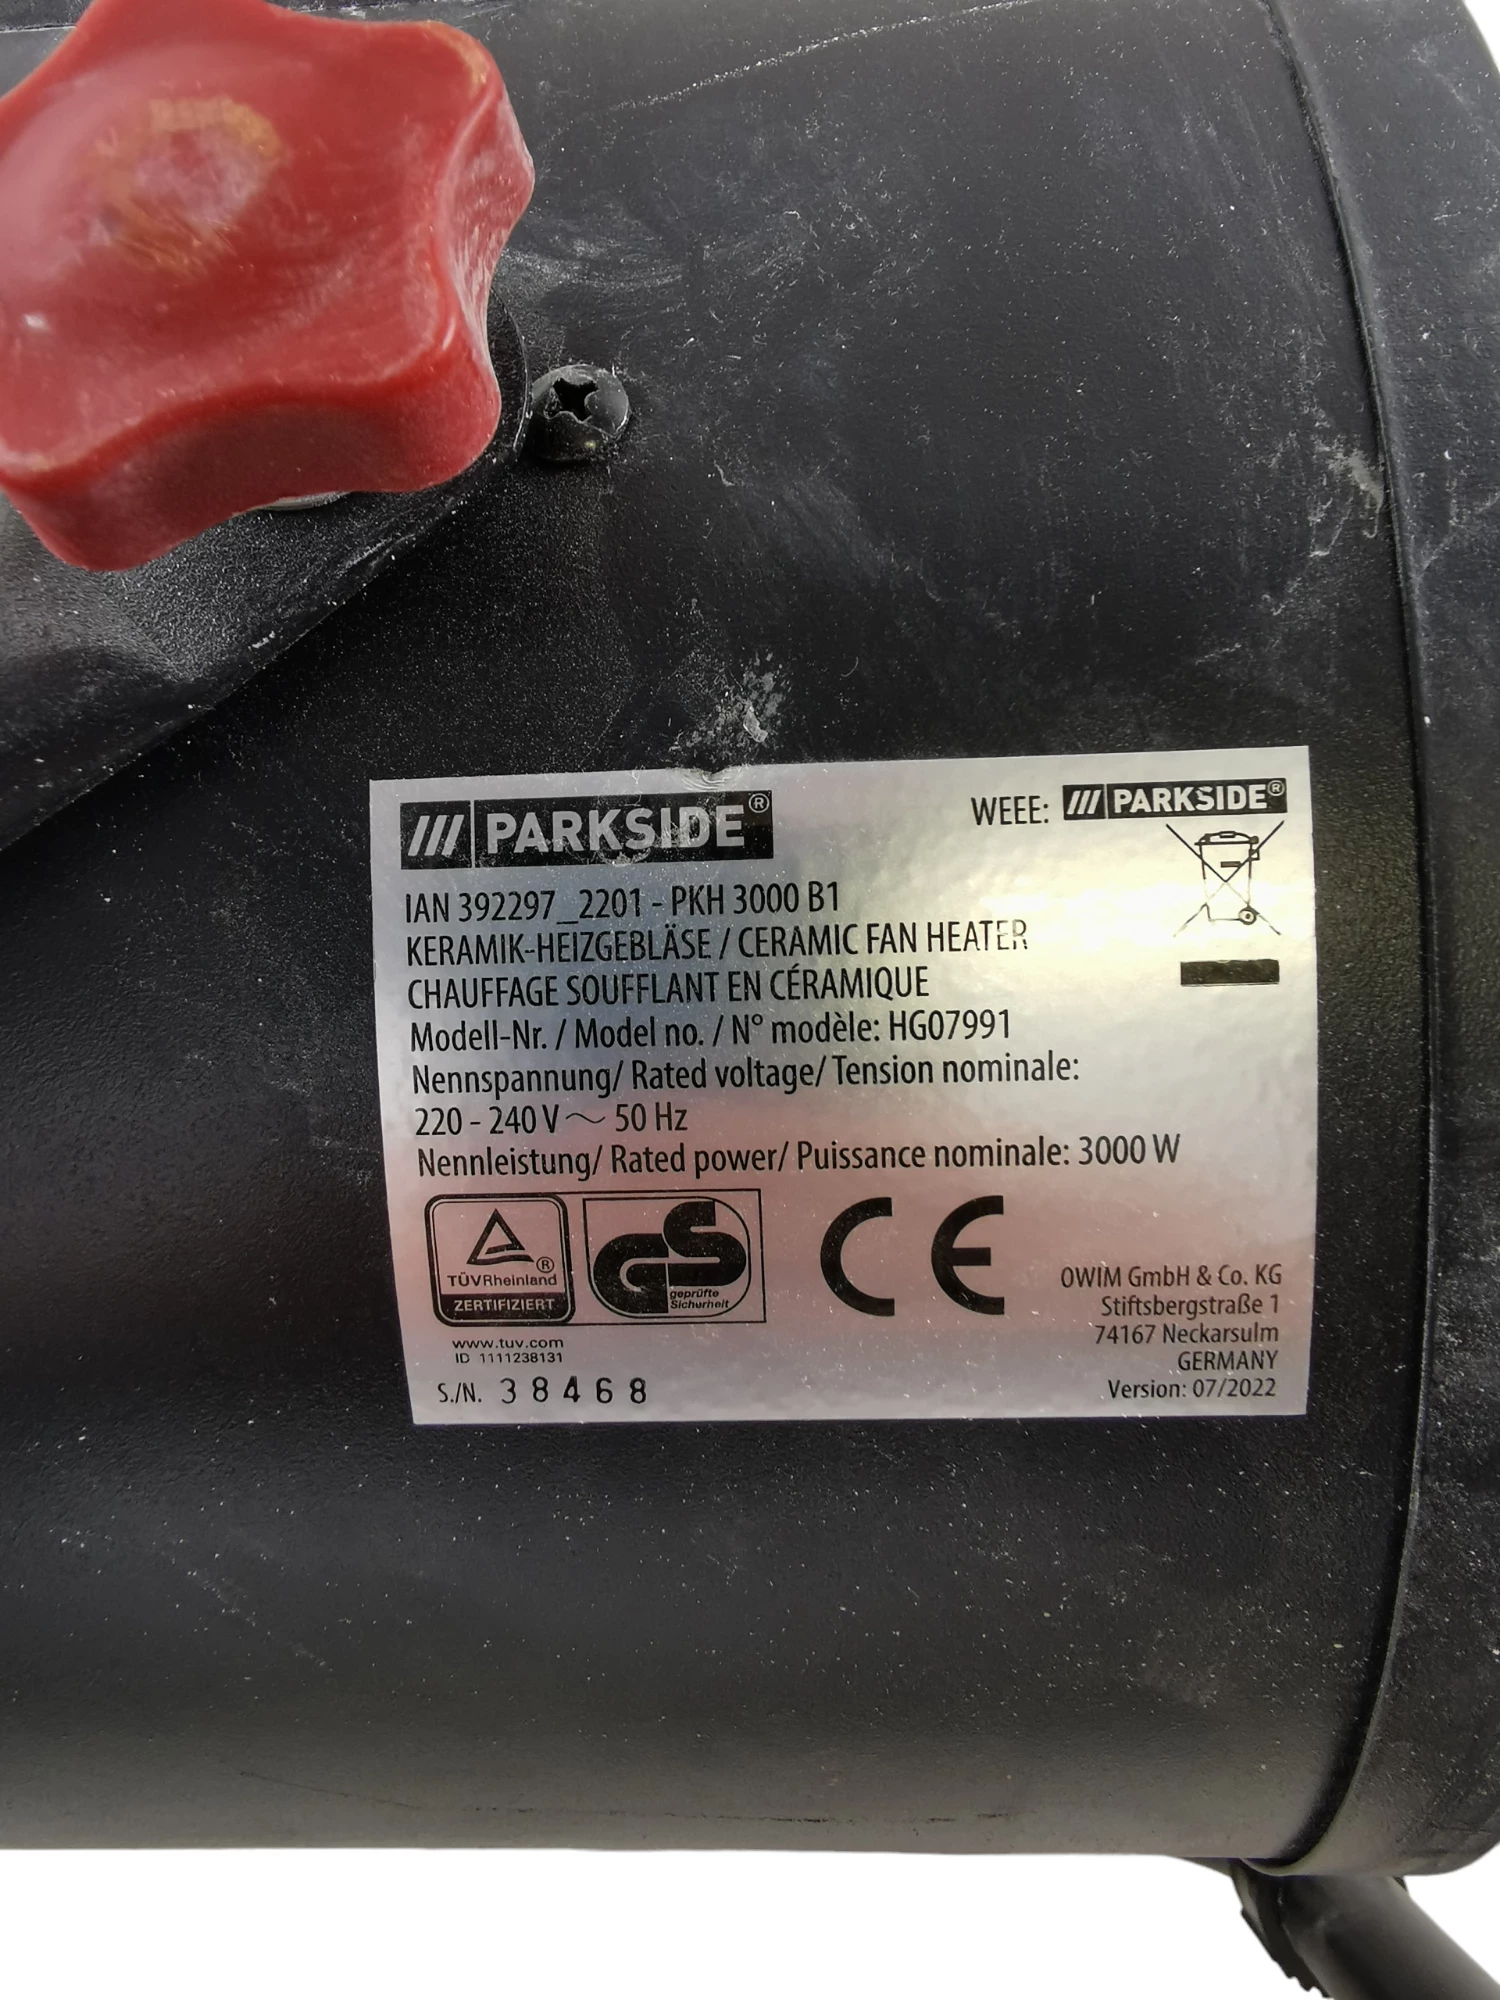 /// PARKSIDE®
WEEE: /// PARKSIDE®
IAN 392297_2201 - PKH 3000 B1
KERAMIK-HEIZGEBLÄSE / CERAMIC FAN HEATER
CHAUFFAGE SOUFFLANT EN CÉRAMIQUE
Modell-Nr. / Model no. / N° modèle: HG07991
Nennspannung/ Rated voltage/ Tension nominale:
220 - 240 V ~ 50 Hz
Nennleistung/ Rated power/ Puissance nominale: 3000 W
TÜVRheinland®
ZERTIFIZIERT
GS
geprüfte
Sicherheit
CE
www.tuv.com
ID 1111238131
S./N. 38468
OWIM GmbH & Co. KG
Stiftsbergstraße 1
74167 Neckarsulm
GERMANY
Version: 07/2022